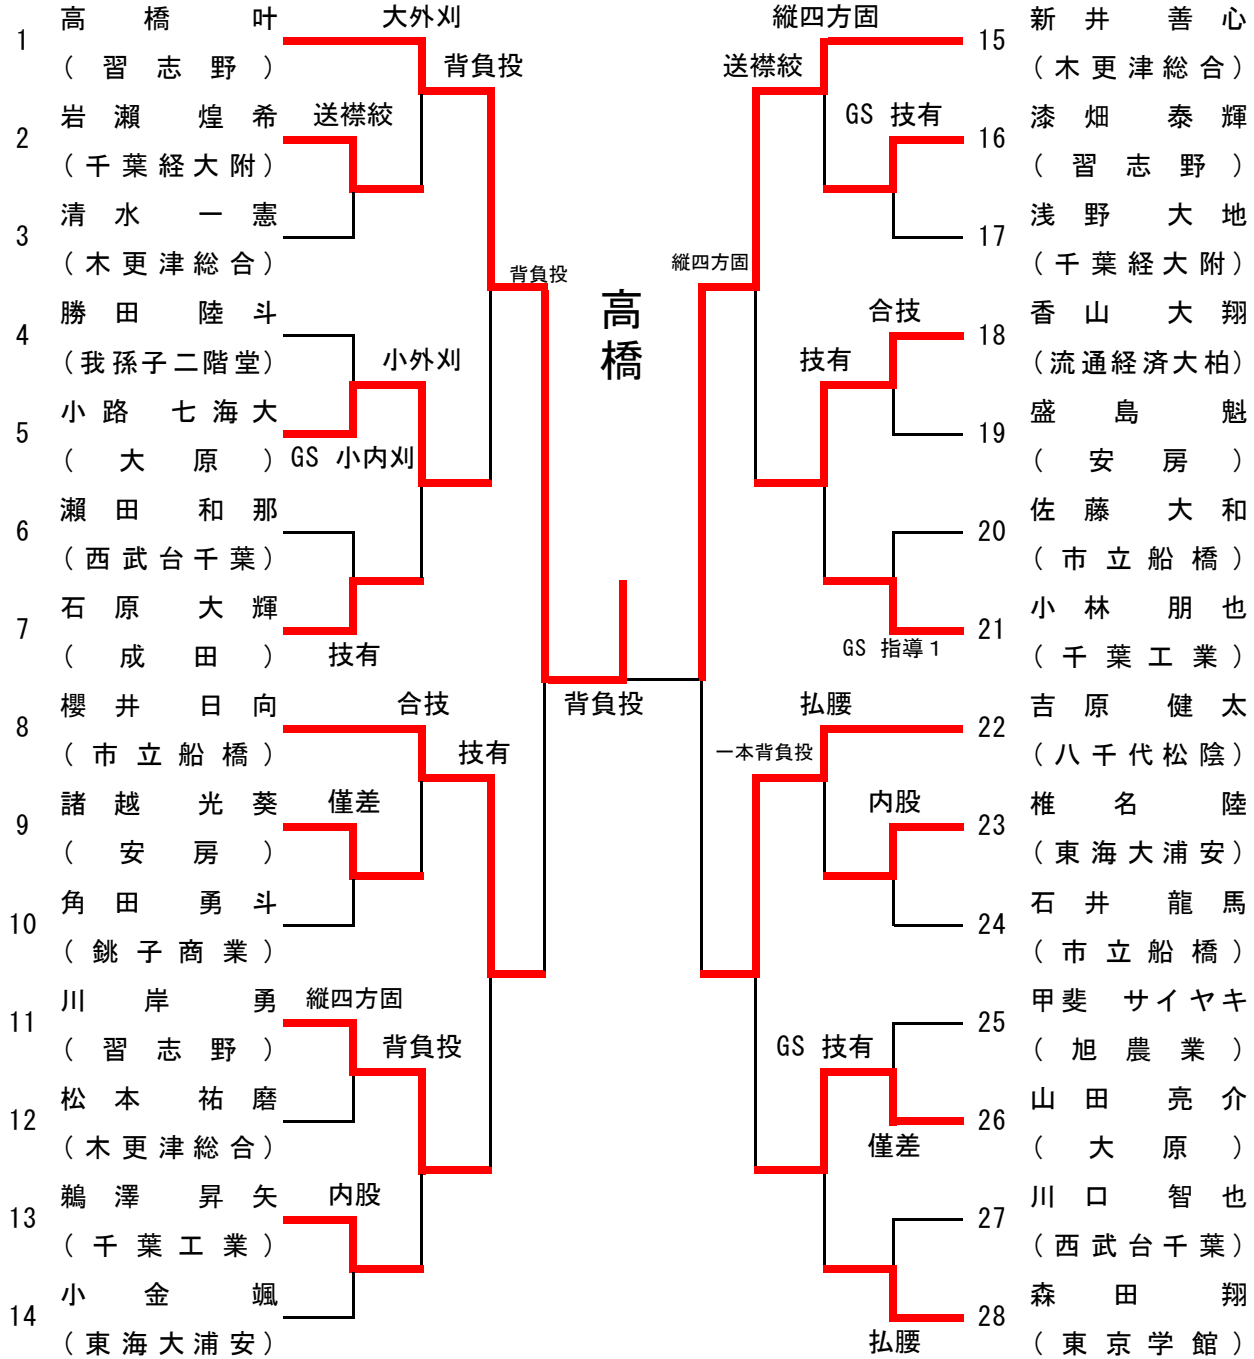 高橋 叶
1
(習志野)
岩瀬 煌希
2
(千葉経大附)
清水 一憲
3
(木更津総合)
勝田 陸斗
4
(我孫子二階堂)
小路 七海大
5
(大原)
瀬田 和那
6
(西武台千葉)
石原 大輝
7
(成田)
櫻井 日向
8
(市立船橋)
諸越 光葵
9
(安房)
角田 勇斗
10
(銚子商業)
川岸 勇
11
(習志野)
松本 祐磨
12
(木更津総合)
鵜澤 昇矢
13
(千葉工業)
小金 颯
14
(東海大浦安)
大外刈
背負投
送襟絞
背負投
小外刈
GS 小内刈
技有
合技
技有
僅差
縦四方固
背負投
内股
高橋
背負投
縦四方固
送襟絞
GS 技有
縦四方固
合技
技有
GS 指導1
払腰
一本背負投
内股
GS 技有
僅差
払腰
新井 善心
15
(木更津総合)
漆畑 泰輝
16
(習志野)
浅野 大地
17
(千葉経大附)
香山 大翔
18
(流通経済大柏)
盛島 魁
19
(安房)
佐藤 大和
20
(市立船橋)
小林 朋也
21
(千葉工業)
吉原 健太
22
(八千代松陰)
椎名 陸
23
(東海大浦安)
石井 龍馬
24
(市立船橋)
甲斐 サイヤキ
25
(旭農業)
山田 亮介
26
(大原)
川口 智也
27
(西武台千葉)
森田 翔
28
(東京学館)